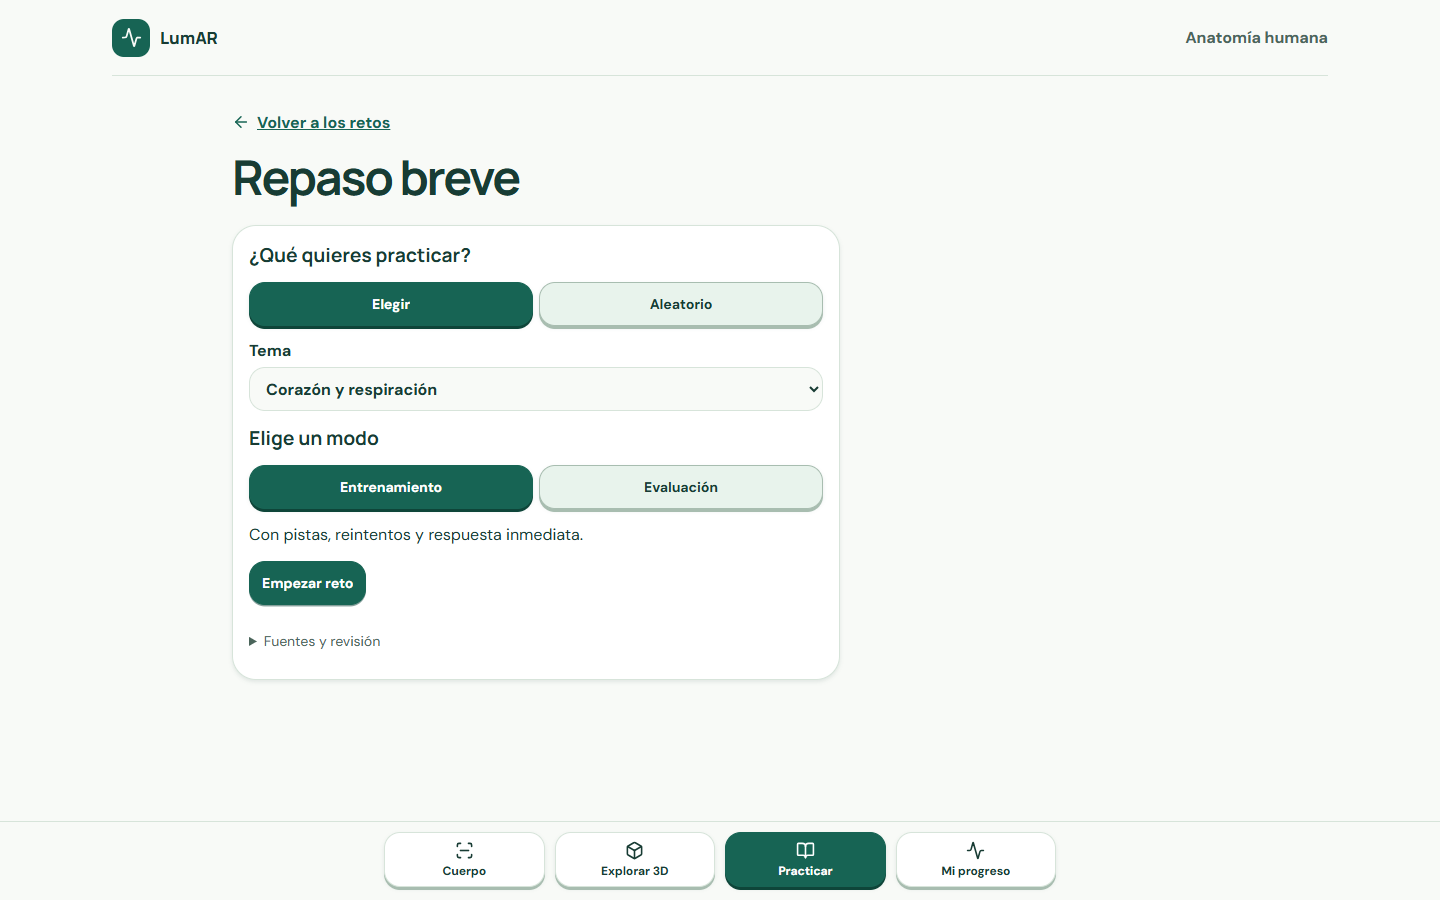 LumAR
Anatomía humana
Volver a los retos
Repaso breve
¿Qué quieres practicar?
Elegir
Aleatorio
Tema
Corazón y respiración
Elige un modo
Entrenamiento
Evaluación
Con pistas, reintentos y respuesta inmediata.
Empezar reto
Fuentes y revisión
Cuerpo
Explorar 3D
Practicar
Mi progreso